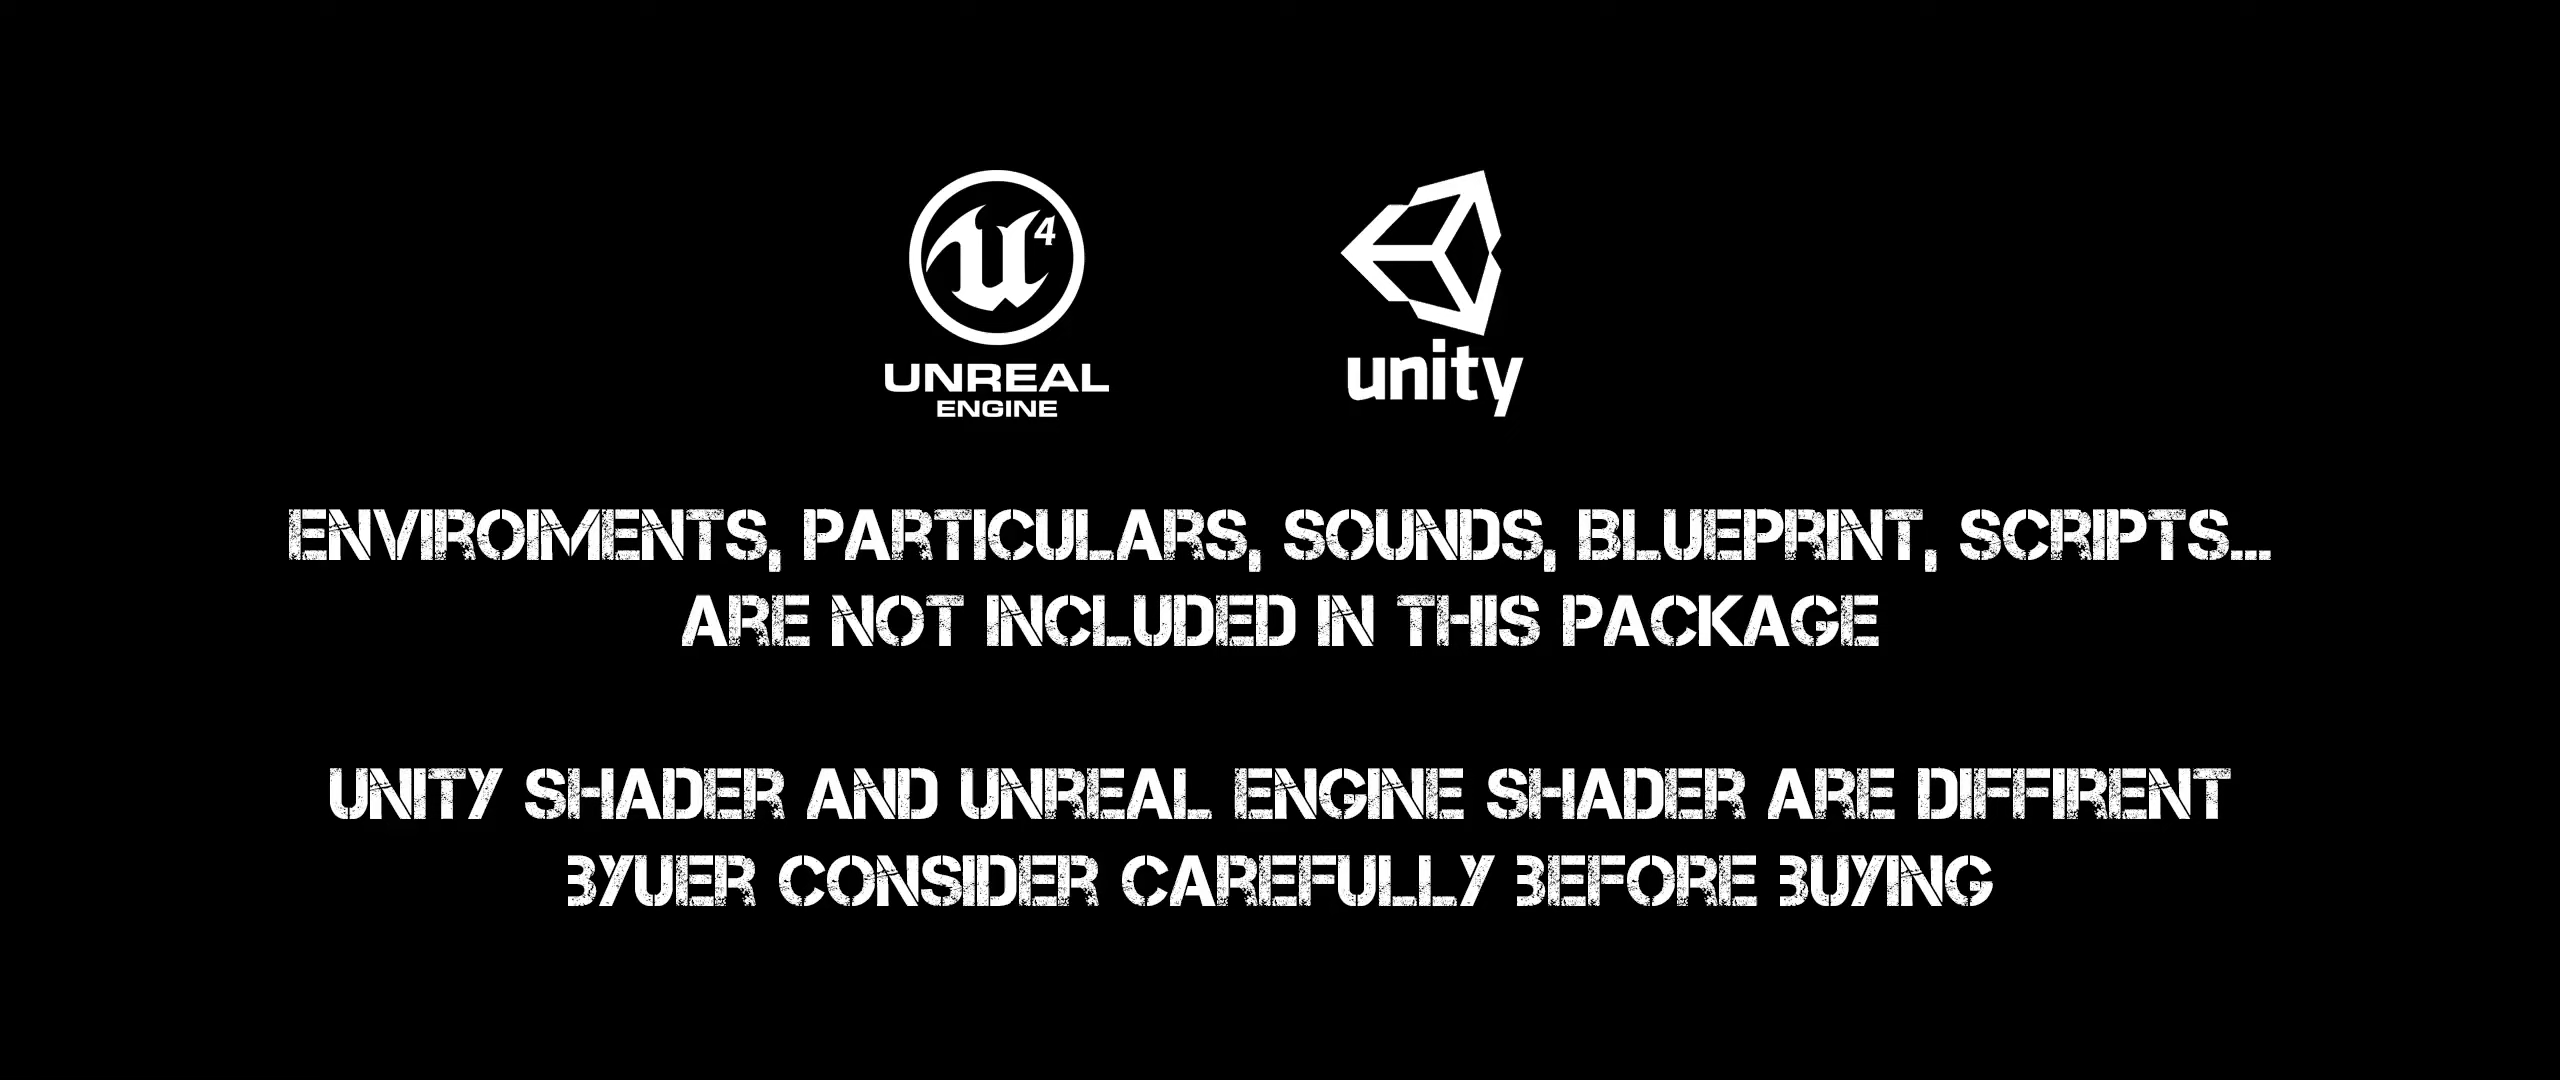 U4
UNREAL
ENGINE
unity
ENVIROIMENTS, PARTICULARS, SOUNDS, BLUEPRINT, SCRIPTS...
ARE NOT INCLUDED IN THIS PACKAGE
UNITY SHADER AND UNREAL ENGINE SHADER ARE DIFFIRENT
BYUER CONSIDER CAREFULLY BEFORE BUYING